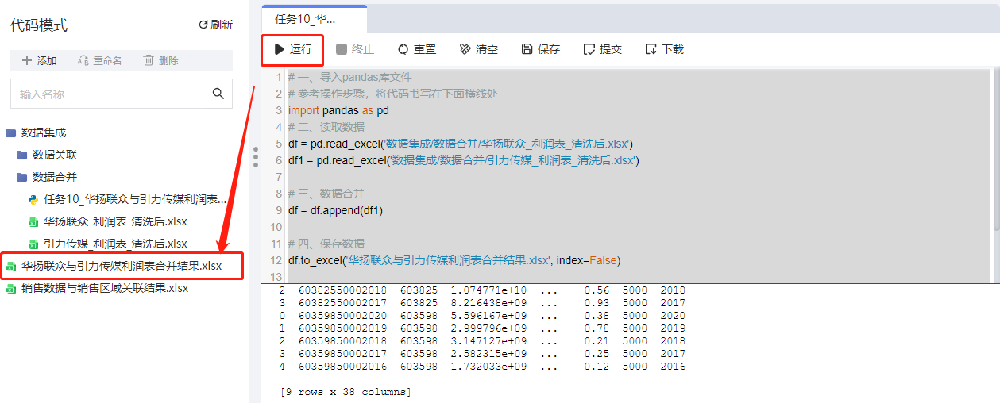 代码模式
刷新
添加 重命名 删除
输入名称
数据集成
数据关联
数据合并
任务10_华扬联众与引力传媒利润表...
华扬联众_利润表_清洗后.xlsx
引力传媒_利润表_清洗后.xlsx
华扬联众与引力传媒利润表合并结果.xlsx
销售数据与销售区域关联结果.xlsx
任务10_华...
运行 终止 重置 清空 保存 提交 下载
1 # 一、导入pandas库文件
2 # 参考操作步骤，将代码书写在下面横线处
3 import pandas as pd
4 # 二、读取数据
5 df = pd.read_excel('数据集成/数据合并/华扬联众_利润表_清洗后.xlsx')
6 df1 = pd.read_excel('数据集成/数据合并/引力传媒_利润表_清洗后.xlsx')
7
8 # 三、数据合并
9 df = df.append(df1)
10
11 # 四、保存数据
12 df.to_excel('华扬联众与引力传媒利润表合并结果.xlsx', index=False)
13
2 60382550002018 603825 1.074771e+10 ... 0.56 5000 2018
3 60382550002017 603825 8.216438e+09 ... 0.93 5000 2017
0 60359850002020 603598 5.596167e+09 ... 0.38 5000 2020
1 60359850002019 603598 2.999796e+09 ... -0.78 5000 2019
2 60359850002018 603598 3.147127e+09 ... 0.21 5000 2018
3 60359850002017 603598 2.582315e+09 ... 0.25 5000 2017
4 60359850002016 603598 1.732033e+09 ... 0.12 5000 2016
[9 rows x 38 columns]